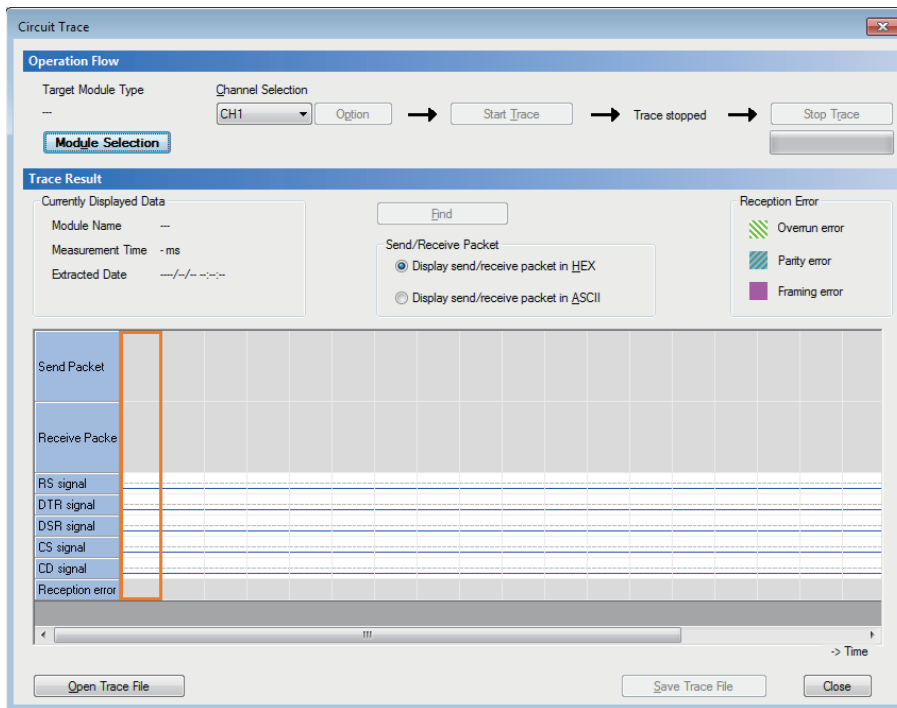 Circuit Trace
Operation Flow
Target Module Type
Channel Selection
---
CH1
Option
Start Trace
Trace stopped
Stop Trace
Module Selection
Trace Result
Currently Displayed Data
Module Name ---
Measurement Time - ms
Extracted Date ----/--/-- --:--:--
Find
Send/Receive Packet
Display send/receive packet in HEX
Display send/receive packet in ASCII
Reception Error
Overrun error
Parity error
Framing error
Send Packet
Receive Packe
RS signal
DTR signal
DSR signal
CS signal
CD signal
Reception error
-> Time
Open Trace File
Save Trace File
Close